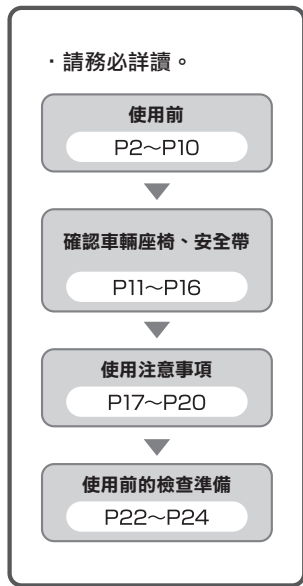 ・請務必詳讀。
使用前
P2～P10
確認車輛座椅、安全帶
P11～P16
使用注意事項
P17～P20
使用前的檢查準備
P22～P24